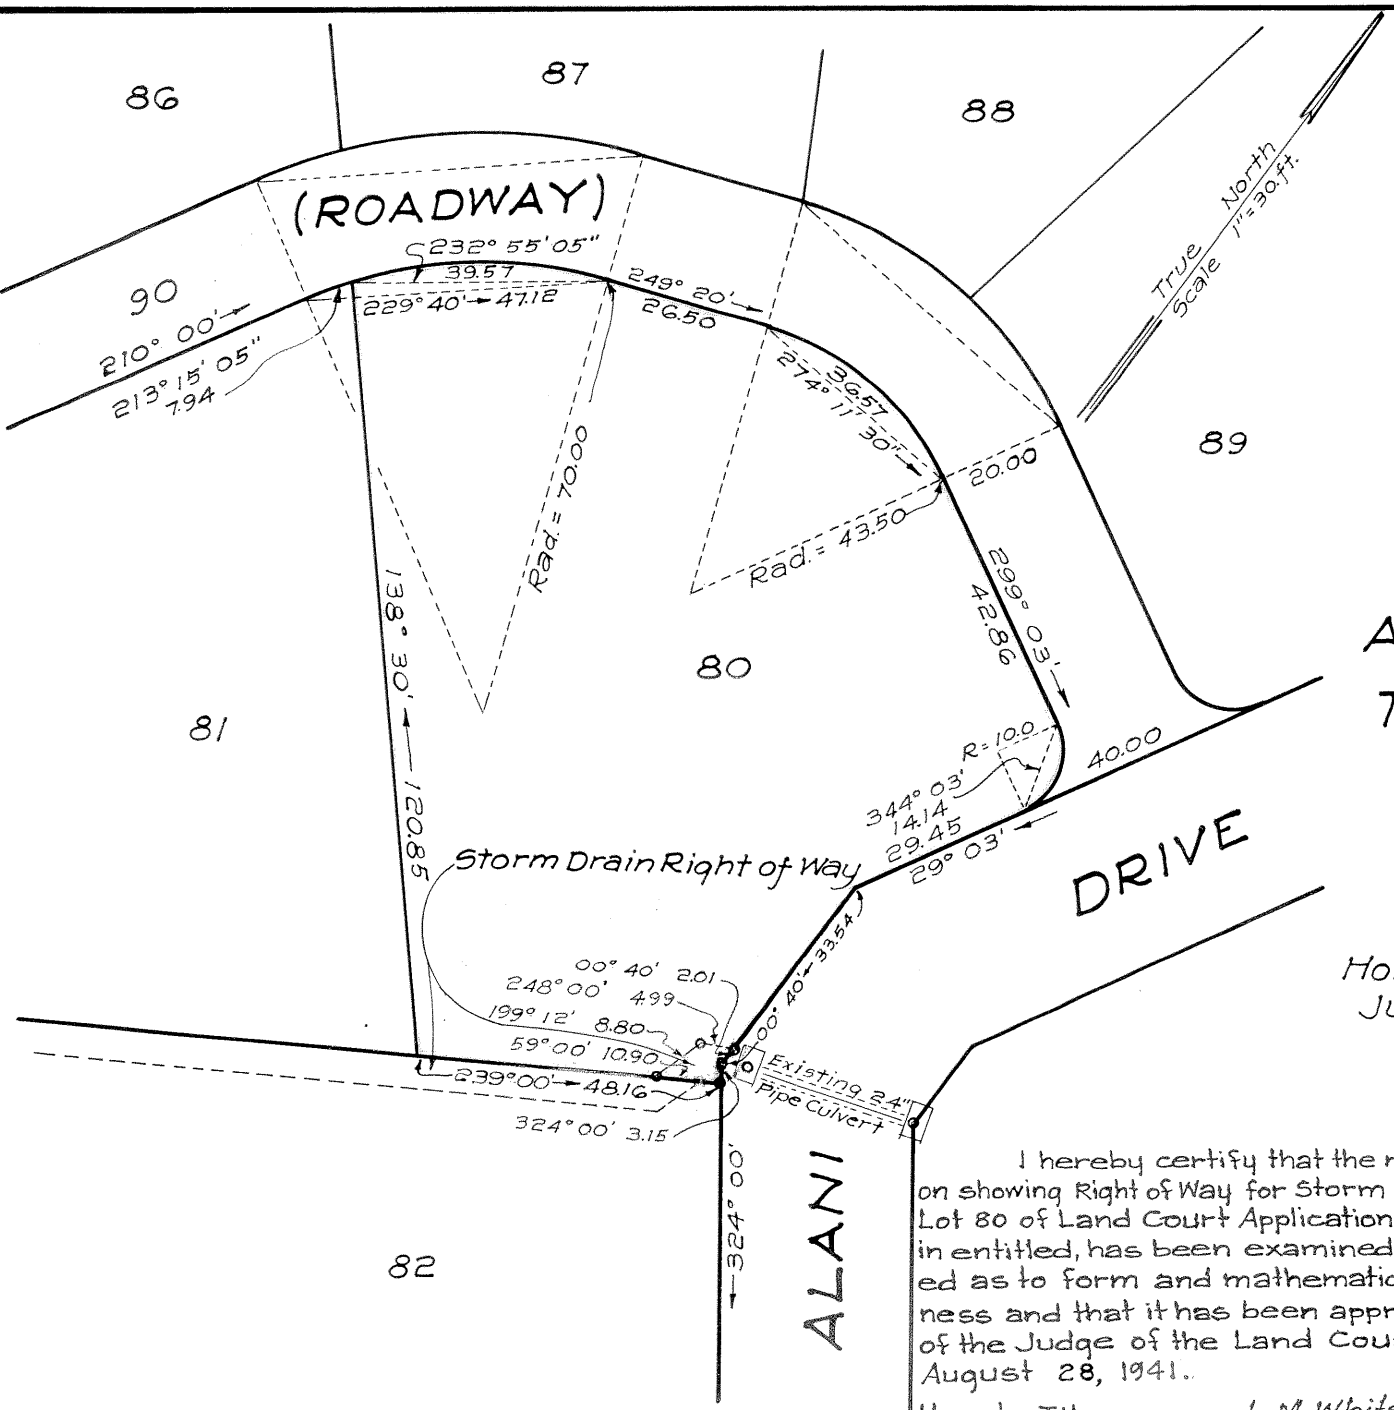 86
87
88
(ROADWAY)
True North
Scale 1"=30.ft.
90
232° 55' 05"
39.57
229° 40' 47.12
249° 20'
26.50
210° 00'
213° 15' 05"
7.94
36.57
274° 11' 30"
20.00
89
Rad. = 70.00
Rad. = 43.50
299° 03'
42.86
138° 30' 120.85
80
81
R=10.0
40.00
344° 03'
14.14
29.45
29° 03'
DRIVE
Storm Drain Right of Way
00° 40' 33.54
00° 40' 2.01
248° 00' 4.99
199° 12' 8.80
59° 00' 10.90
239° 00' 48.16
324° 00' 3.15
Existing 24"
Pipe Culvert
324° 00'
ALANI
82
A
Ho
Ju
I hereby certify that the
on showing Right of Way for Storm
Lot 80 of Land Court Application
in entitled, has been examined
ed as to form and mathematic
ness and that it has been appr
of the Judge of the Land Cou
August 28, 1941.